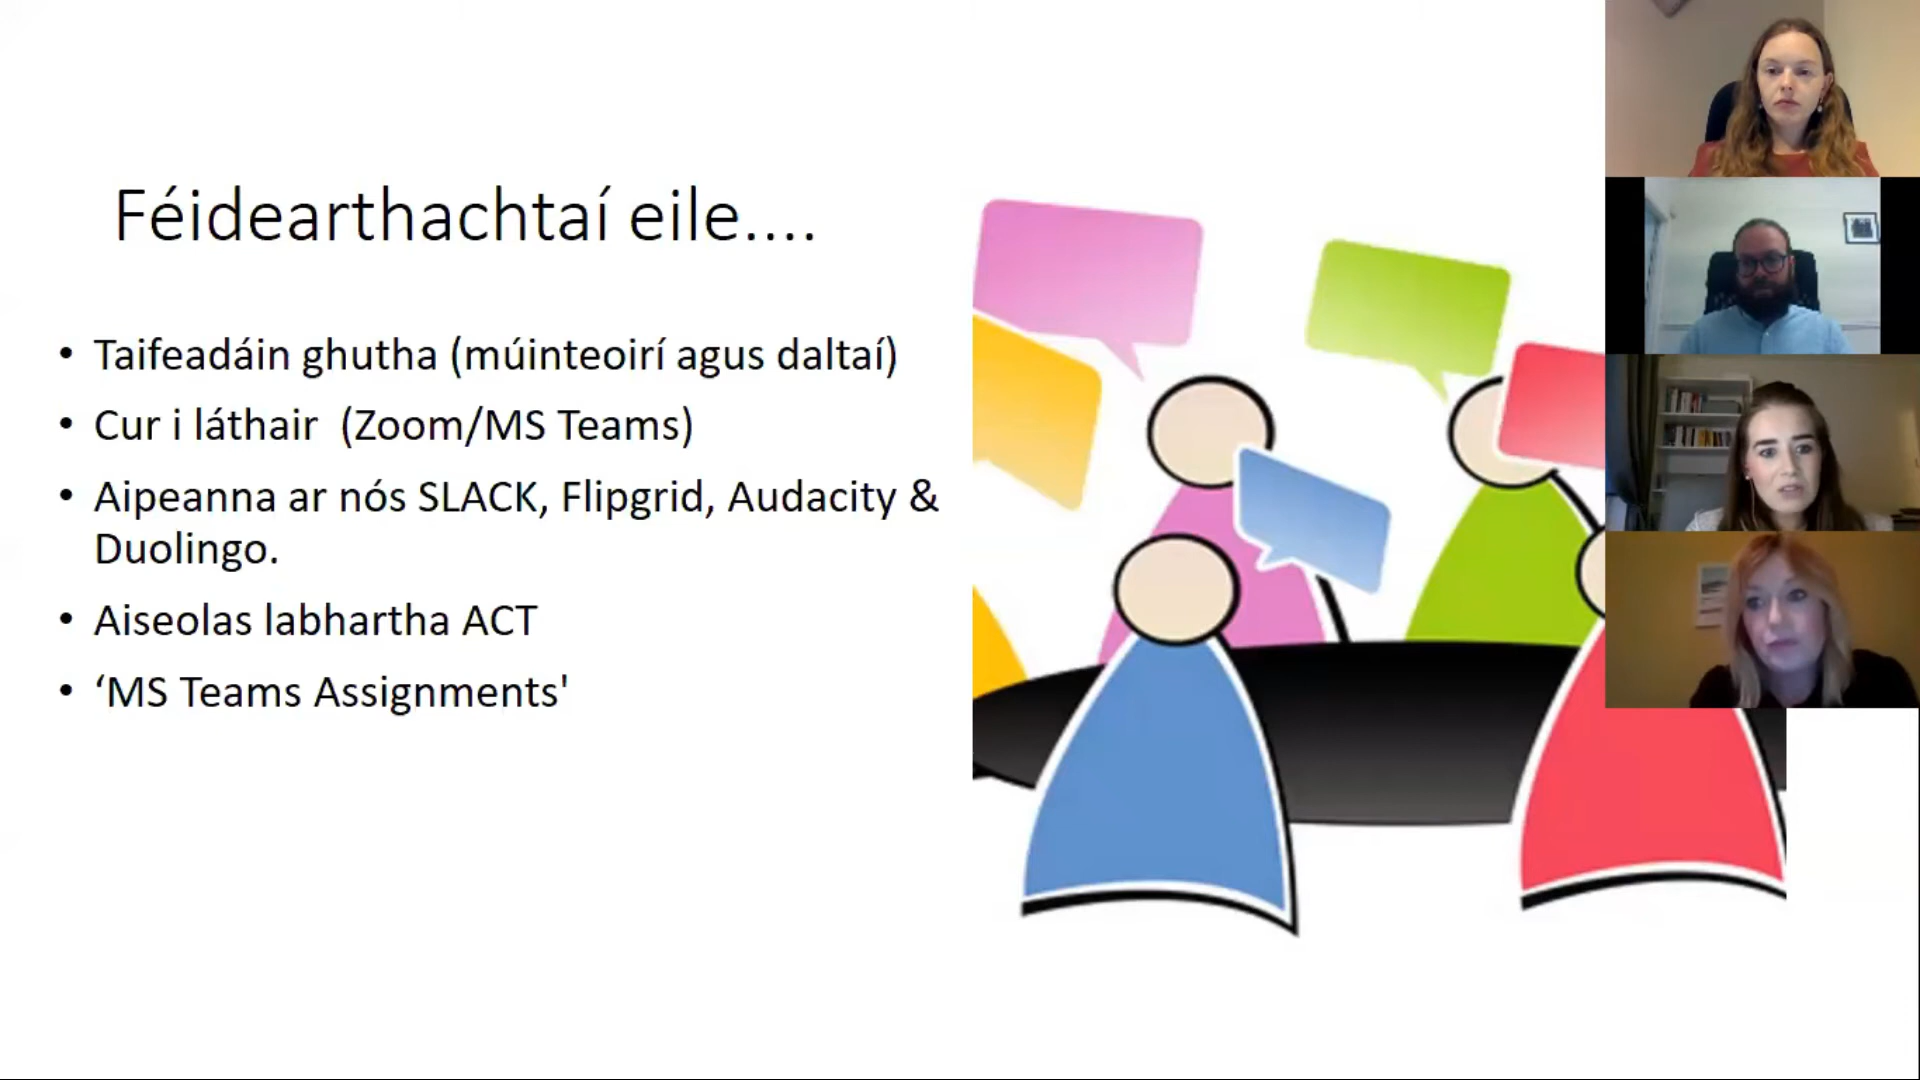 Féidearthachtaí eile....
• Taifeadáin ghutha (múinteoirí agus daltaí)
• Cur i láthair  (Zoom/MS Teams)
• Aipeanna ar nós SLACK, Flipgrid, Audacity &
Duolingo.
• Aiseolas labhartha ACT
• ‘MS Teams Assignments'